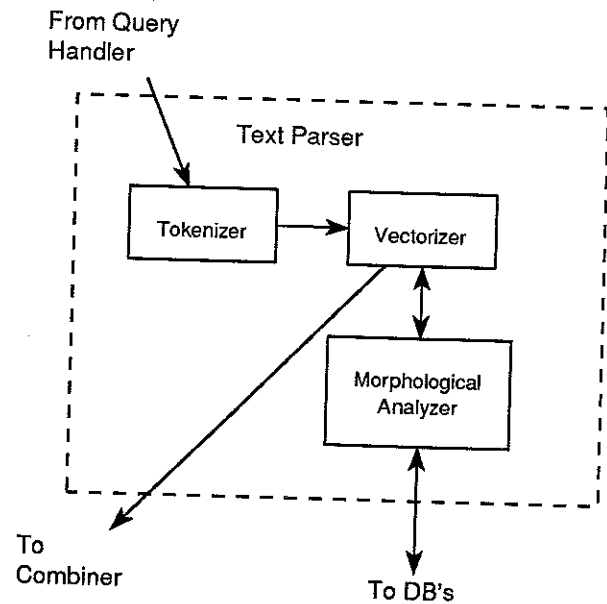 From Query
Handler
Text Parser
Tokenizer
Vectorizer
Morphological
Analyzer
To
Combiner
To DB's